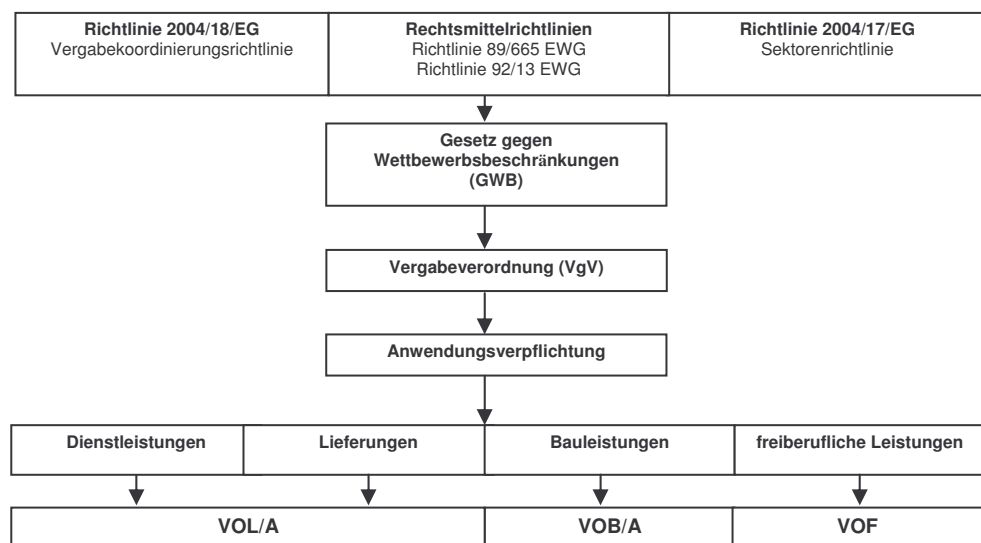 Richtlinie 2004/18/EG
Vergabekoordinierungsrichtlinie
Rechtsmittelrichtlinien
Richtlinie 89/665 EWG
Richtlinie 92/13 EWG
Richtlinie 2004/17/EG
Sektorenrichtlinie
Gesetz gegen
Wettbewerbsbeschränkungen
(GWB)
Vergabeverordnung (VgV)
Anwendungsverpflichtung
Dienstleistungen
Lieferungen
Bauleistungen
freiberufliche Leistungen
VOL/A
VOB/A
VOF